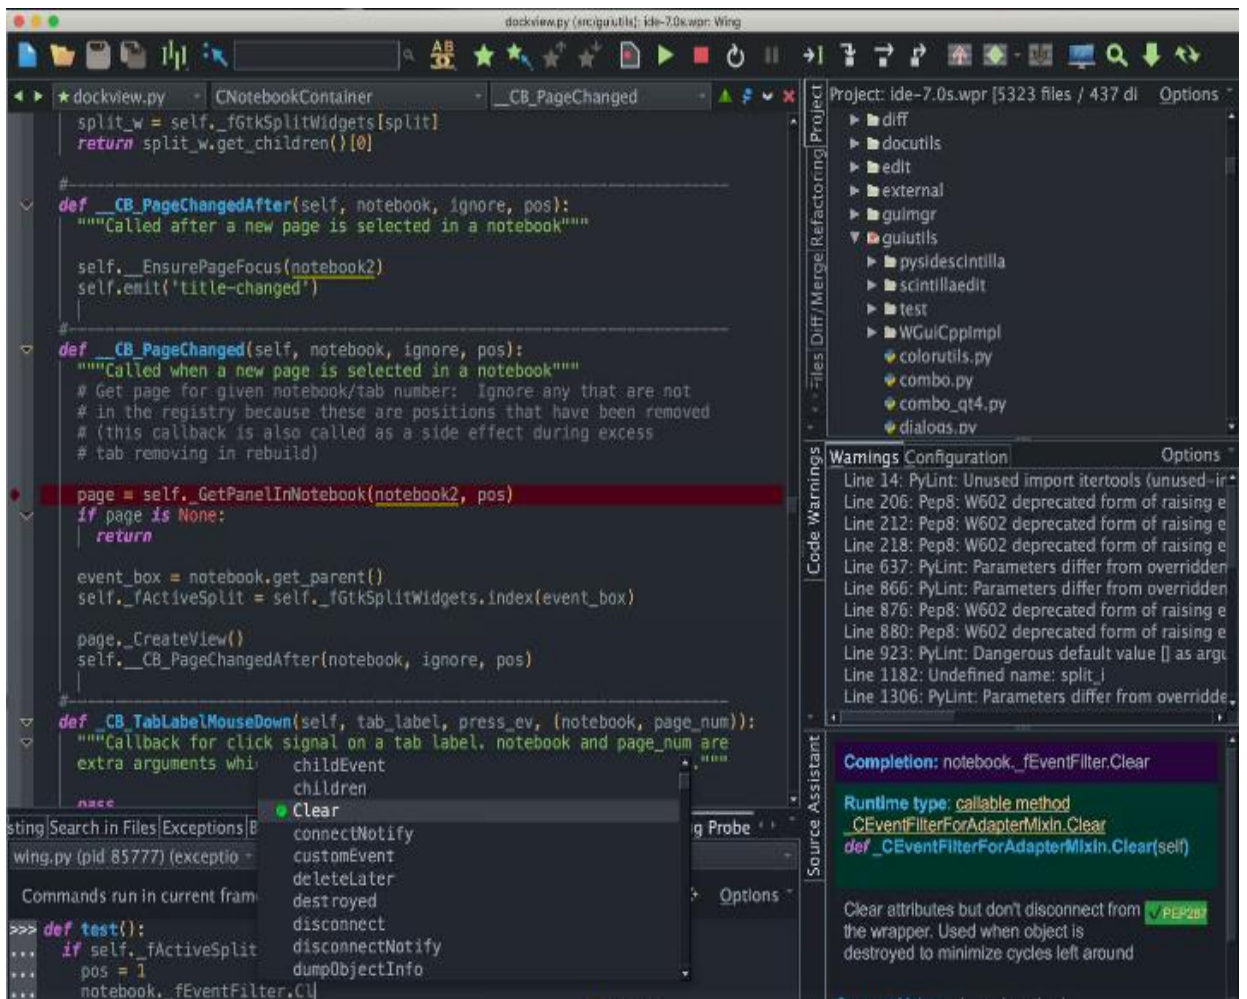 dockview.py (src/guiutils): ide-7.0s.wpr: Wing
dockview.py
CNotebookContainer
__CB_PageChanged
split_w = self._fGtkSplitWidgets[split]
return split_w.get_children()[0]
#
def __CB_PageChangedAfter(self, notebook, ignore, pos):
"""Called after a new page is selected in a notebook"""
self.__EnsurePageFocus(notebook2)
self.emit('title-changed')
#
def __CB_PageChanged(self, notebook, ignore, pos):
"""Called when a new page is selected in a notebook"""
# Get page for given notebook/tab number:  Ignore any that are not
# in the registry because these are positions that have been removed
# (this callback is also called as a side effect during excess
# tab removing in rebuild)
page = self._GetPanelInNotebook(notebook2, pos)
if page is None:
return
event_box = notebook.get_parent()
self._fActiveSplit = self._fGtkSplitWidgets.index(event_box)
page._CreateView()
self.__CB_PageChangedAfter(notebook, ignore, pos)
#
def _CB_TabLabelMouseDown(self, tab_label, press_ev, (notebook, page_num)):
"""Callback for click signal on a tab label. notebook and page_num are
extra arguments whi
."""
pass
childEvent
children
Clear
connectNotify
customEvent
deleteLater
destroyed
disconnect
disconnectNotify
dumpObjectInfo
sting
Search in Files
Exceptions
B
g Probe
wing.py (pid 85777) (exceptio
Commands run in current fram
Options
>>> def test():
... if self._fActiveSplit
... pos = 1
... notebook._fEventFilter.Cl
Project
Refactoring
Diff/Merge
Files
Project: ide-7.0s.wpr [5323 files / 437 di
Options
diff
docutils
edit
external
guimgr
guiutils
pysidescintilla
scintillaedit
test
WGuiCppImpl
colorutils.py
combo.py
combo_qt4.py
dialogs.py
Code Warnings
Warnings
Configuration
Options
Line 14: PyLint: Unused import itertools (unused-im
Line 206: Pep8: W602 deprecated form of raising e
Line 212: Pep8: W602 deprecated form of raising e
Line 218: Pep8: W602 deprecated form of raising e
Line 637: PyLint: Parameters differ from overridden
Line 866: PyLint: Parameters differ from overridden
Line 876: Pep8: W602 deprecated form of raising e
Line 880: Pep8: W602 deprecated form of raising e
Line 923: PyLint: Dangerous default value [] as argu
Line 1182: Undefined name: split_i
Line 1306: PyLint: Parameters differ from overridde
Source Assistant
Completion: notebook._fEventFilter.Clear
Runtime type: callable method
_CEventFilterForAdapterMixin.Clear
def _CEventFilterForAdapterMixin.Clear(self)
Clear attributes but don't disconnect from
PEP287
the wrapper. Used when object is
destroyed to minimize cycles left around